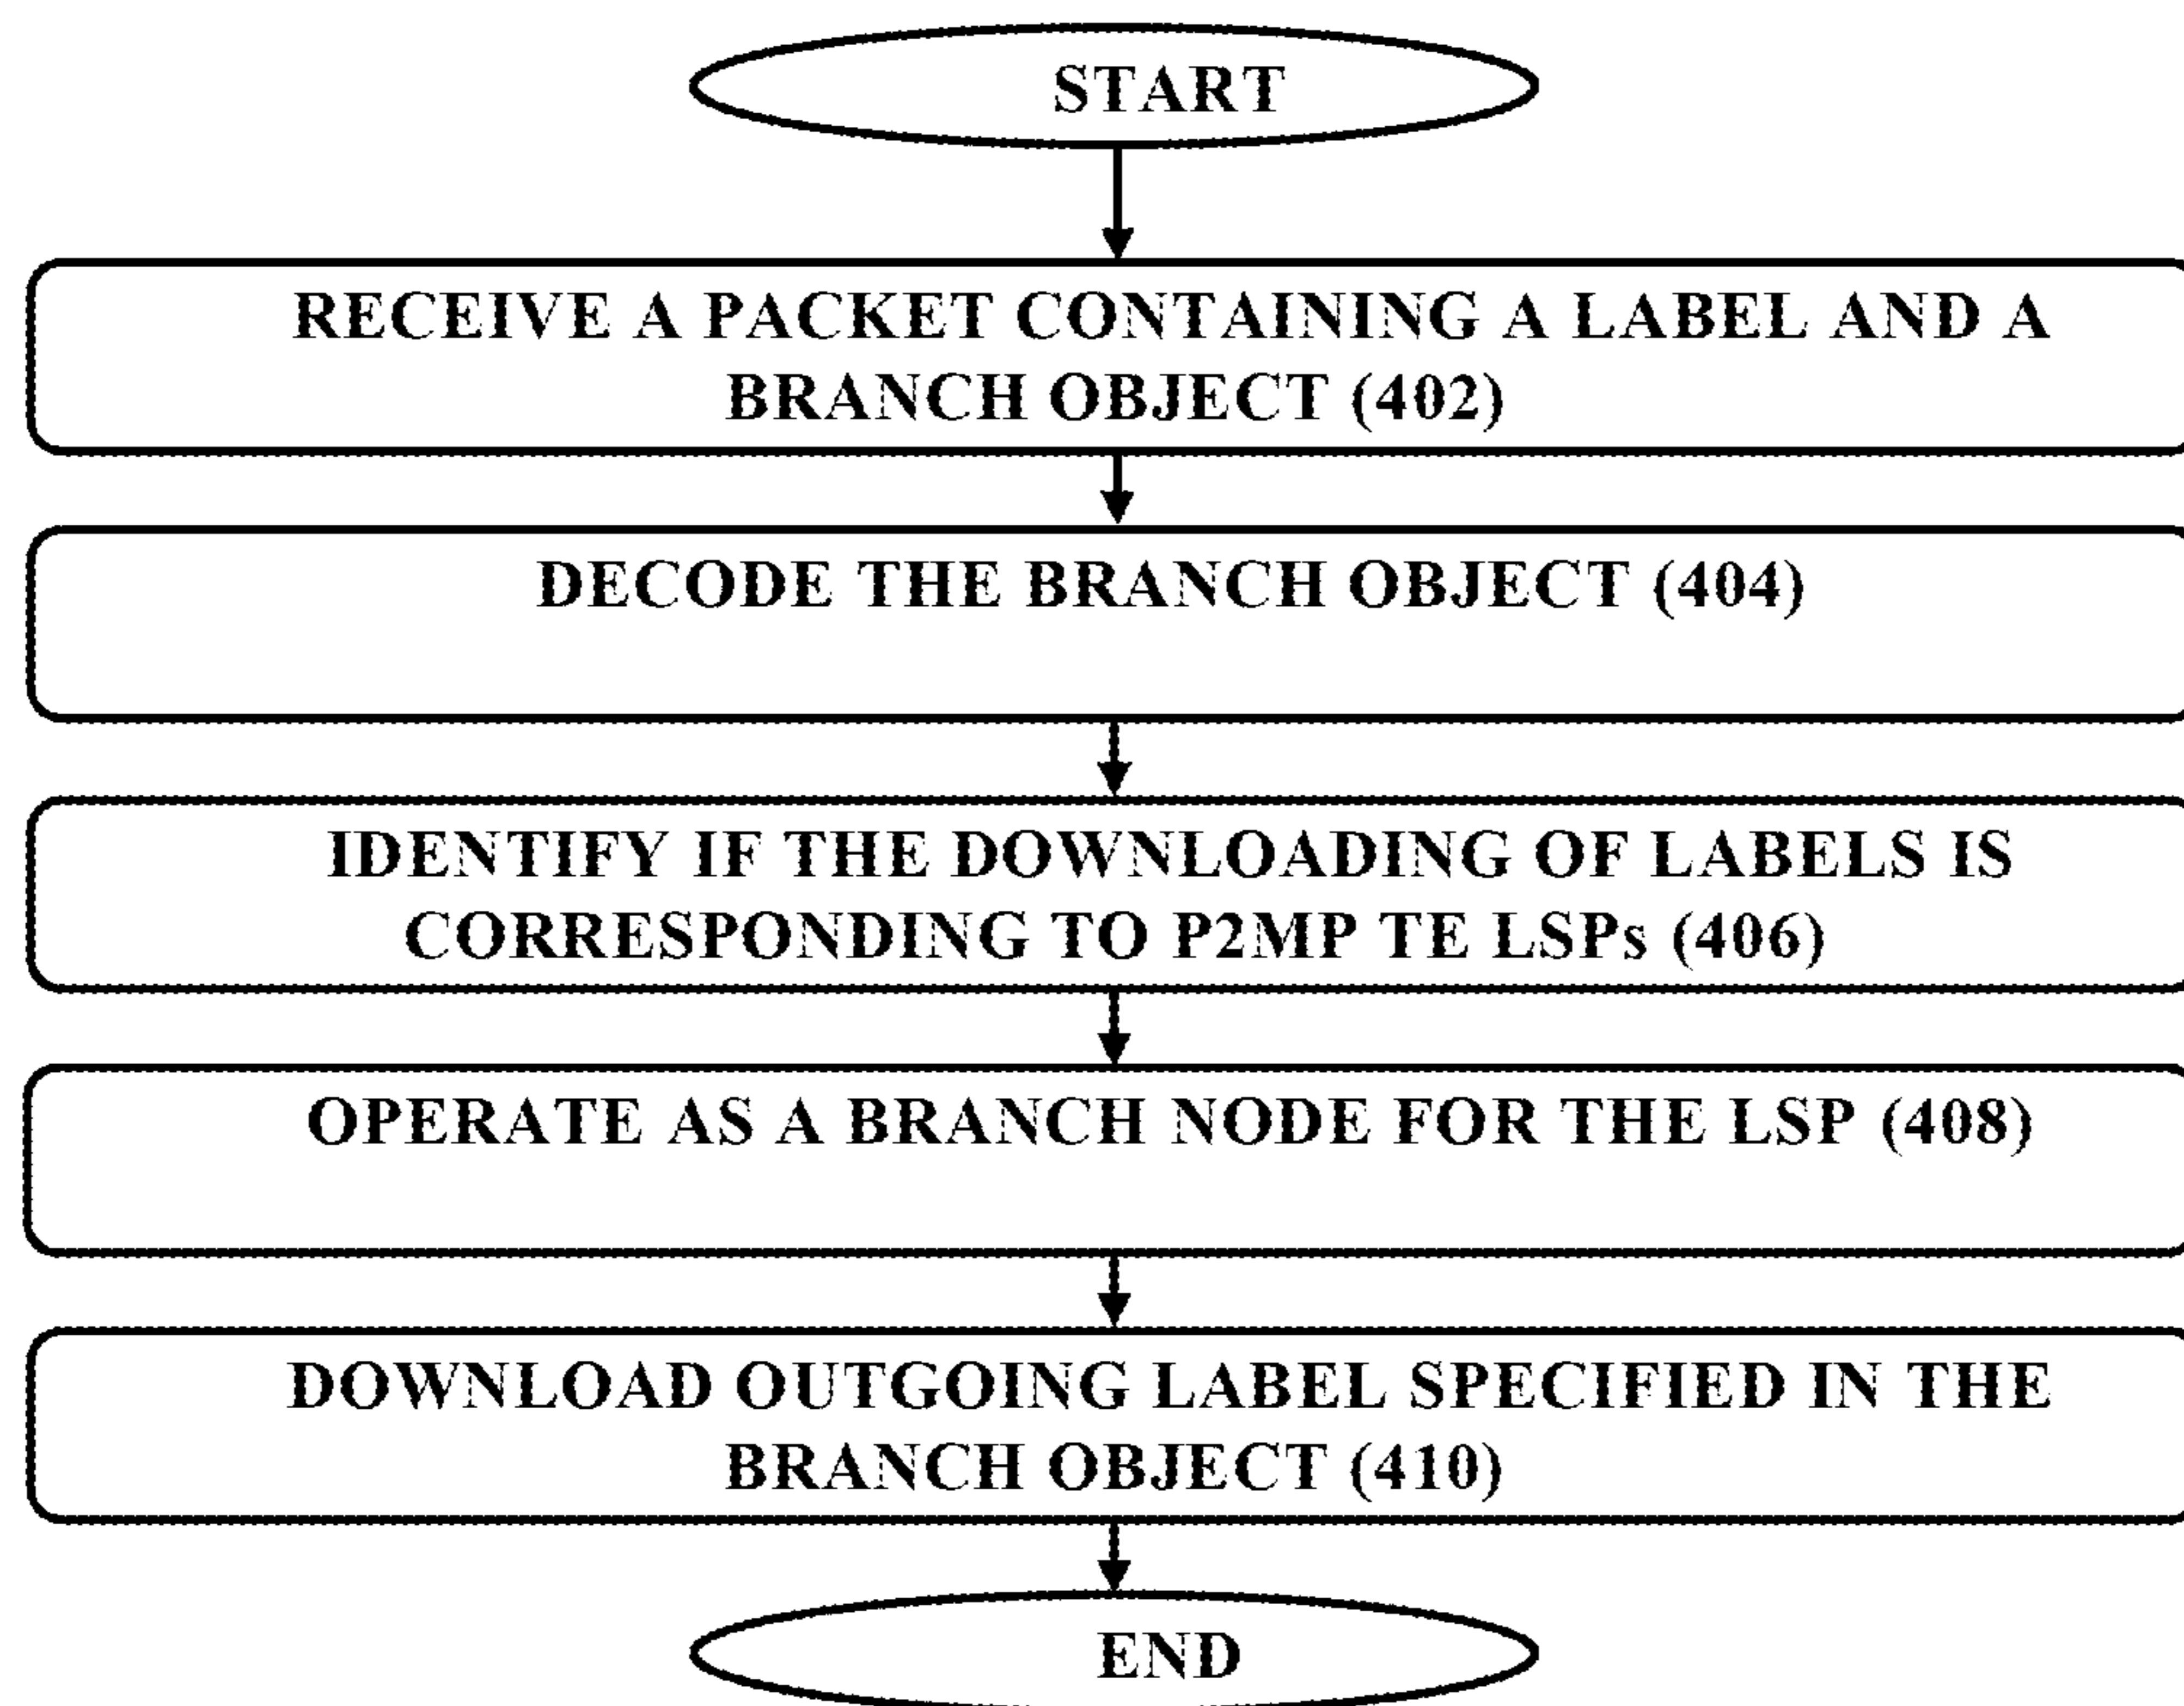 START
RECEIVE A PACKET CONTAINING A LABEL AND A
BRANCH OBJECT (402)
DECODE THE BRANCH OBJECT (404)
IDENTIFY IF THE DOWNLOADING OF LABELS IS
CORRESPONDING TO P2MP TE LSPs (406)
OPERATE AS A BRANCH NODE FOR THE LSP (408)
DOWNLOAD OUTGOING LABEL SPECIFIED IN THE
BRANCH OBJECT (410)
END